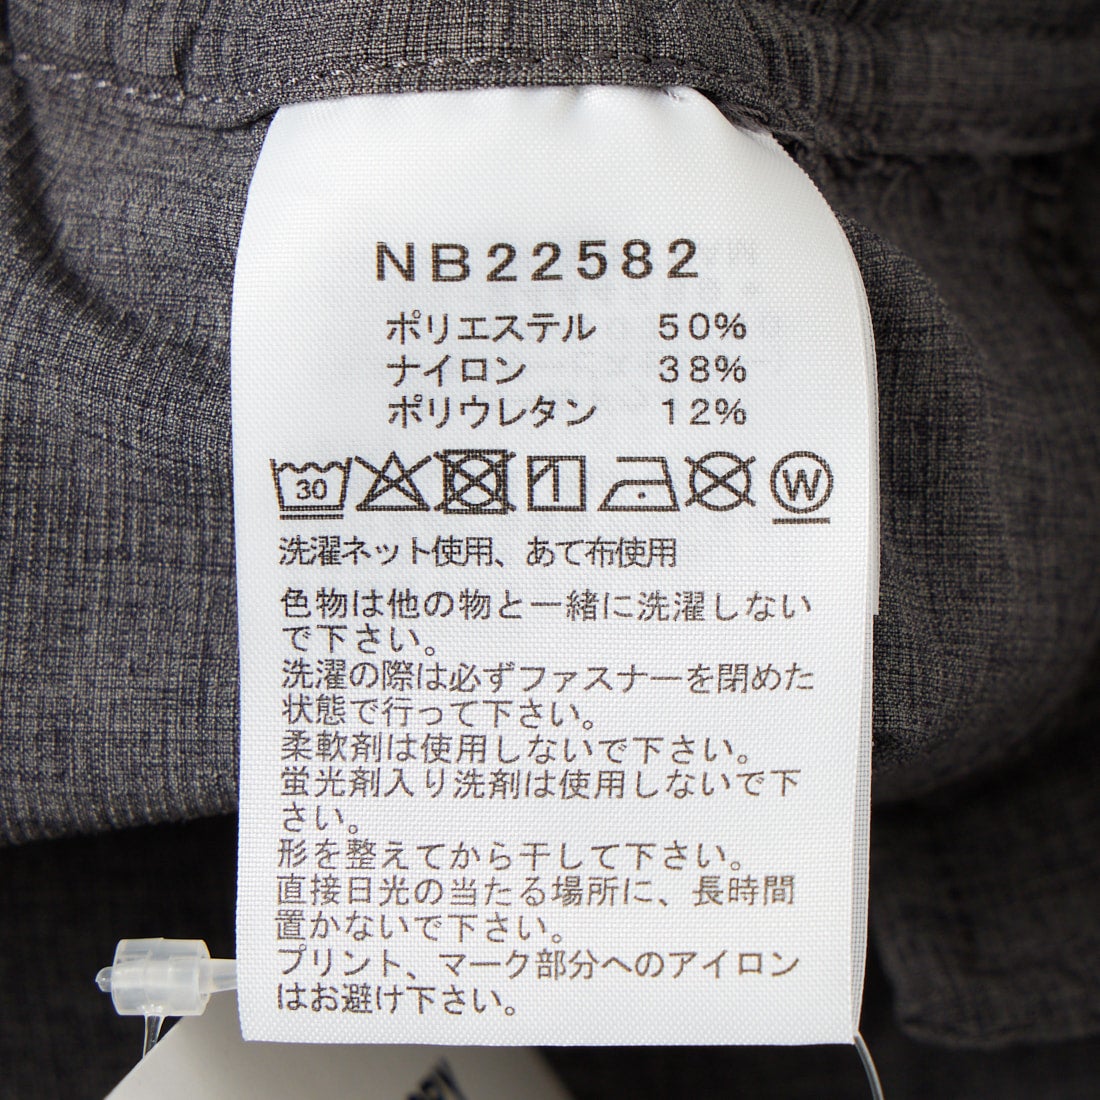 NB22582
ポリエステル 50%
ナイロン 38%
ポリウレタン 12%
30 W
洗濯ネット使用、あて布使用
色物は他の物と一緒に洗濯しない
で下さい。
洗濯の際は必ずファスナーを閉めた
状態で行って下さい。
柔軟剤は使用しないで下さい。
蛍光剤入り洗剤は使用しないで下
さい。
形を整えてから干して下さい。
直接日光の当たる場所に、長時間
置かないで下さい。
プリント、マーク部分へのアイロン
はお避け下さい。